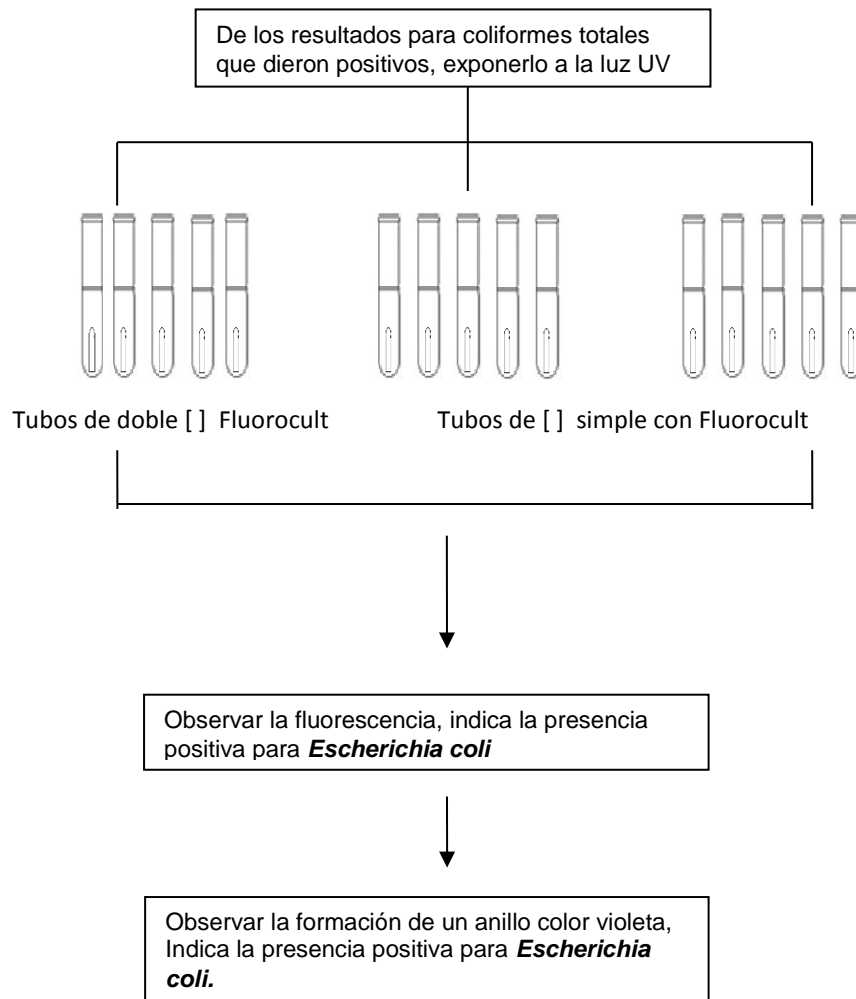 De los resultados para coliformes totales
que dieron positivos, exponerlo a la luz UV
Tubos de doble [ ] Fluorocult
Tubos de [ ] simple con Fluorocult
Observar la fluorescencia, indica la presencia
positiva para Escherichia coli
Observar la formación de un anillo color violeta,
Indica la presencia positiva para Escherichia
coli.